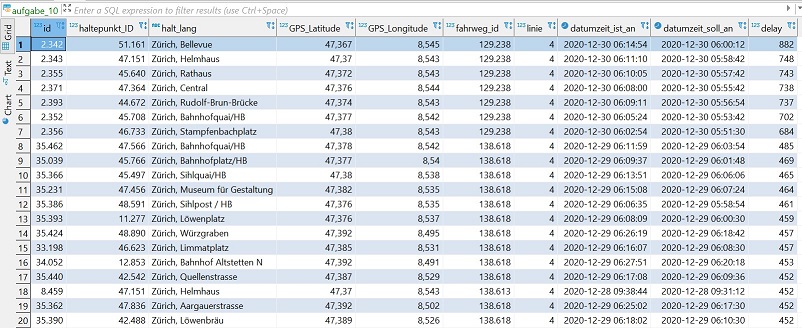 aufgabe_10 Enter a SQL expression to filter results (use Ctrl+Space)
Grid
Text
Chart
id haltepunkt_ID halt_lang GPS_Latitude GPS_Longitude fahrweg_id linie datumzeit_ist_an datumzeit_soll_an delay
1 2.342 51.161 Zürich, Bellevue 47,367 8,545 129.238 4 2020-12-30 06:14:54 2020-12-30 06:00:12 882
2 2.343 47.151 Zürich, Helmhaus 47,37 8,543 129.238 4 2020-12-30 06:11:10 2020-12-30 05:58:42 748
3 2.355 45.640 Zürich, Rathaus 47,372 8,543 129.238 4 2020-12-30 06:10:05 2020-12-30 05:57:42 743
4 2.371 47.364 Zürich, Central 47,376 8,544 129.238 4 2020-12-30 06:08:00 2020-12-30 05:55:42 738
5 2.393 44.672 Zürich, Rudolf-Brun-Brücke 47,374 8,543 129.238 4 2020-12-30 06:09:11 2020-12-30 05:56:54 737
6 2.352 45.708 Zürich, Bahnhofquai/HB 47,377 8,542 129.238 4 2020-12-30 06:05:24 2020-12-30 05:53:42 702
7 2.356 46.733 Zürich, Stampfenbachplatz 47,38 8,543 129.238 4 2020-12-30 06:02:54 2020-12-30 05:51:30 684
8 35.462 47.566 Zürich, Bahnhofquai/HB 47,378 8,542 138.618 4 2020-12-29 06:11:59 2020-12-29 06:03:54 485
9 35.039 45.766 Zürich, Bahnhofplatz/HB 47,377 8,54 138.618 4 2020-12-29 06:09:37 2020-12-29 06:01:48 469
10 35.366 45.497 Zürich, Sihlquai/HB 47,38 8,538 138.618 4 2020-12-29 06:13:51 2020-12-29 06:06:06 465
11 35.231 47.456 Zürich, Museum für Gestaltung 47,382 8,535 138.618 4 2020-12-29 06:15:08 2020-12-29 06:07:24 464
12 35.386 48.591 Zürich, Sihlpost / HB 47,376 8,535 138.618 4 2020-12-29 06:06:35 2020-12-29 05:58:54 461
13 35.393 11.277 Zürich, Löwenplatz 47,376 8,537 138.618 4 2020-12-29 06:08:09 2020-12-29 06:00:30 459
14 35.424 48.890 Zürich, Würzgraben 47,392 8,492 138.618 4 2020-12-29 06:26:19 2020-12-29 06:18:42 457
15 33.198 46.623 Zürich, Limmatplatz 47,385 8,531 138.618 4 2020-12-29 06:16:07 2020-12-29 06:08:30 457
16 34.052 12.853 Zürich, Bahnhof Altstetten N 47,392 8,49 138.618 4 2020-12-29 06:27:51 2020-12-29 06:20:18 453
17 35.440 42.542 Zürich, Quellenstrasse 47,387 8,529 138.618 4 2020-12-29 06:17:08 2020-12-29 06:09:36 452
18 8.459 47.151 Zürich, Helmhaus 47,37 8,543 138.613 4 2020-12-28 09:38:44 2020-12-28 09:31:12 452
19 35.362 47.836 Zürich, Aargauerstrasse 47,392 8,502 138.618 4 2020-12-29 06:25:02 2020-12-29 06:17:30 452
20 35.390 42.488 Zürich, Löwenbräu 47,389 8,526 138.618 4 2020-12-29 06:18:02 2020-12-29 06:10:30 452